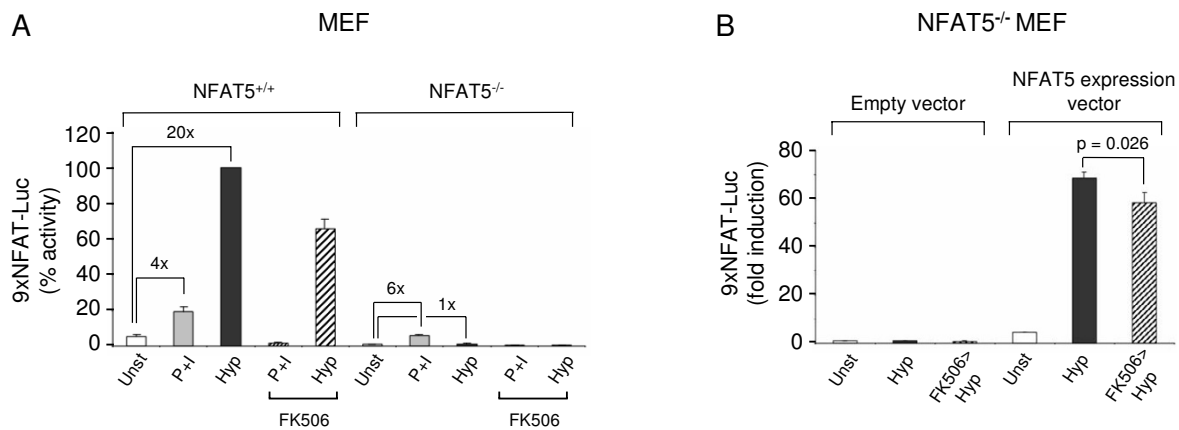 A
MEF
NFAT5+/+
NFAT5-/-
9xNFAT-Luc
(% activity)
120
100
80
60
40
20
0
20x
4x
6x
1x
Unst
P+I
Hyp
P+I
Hyp
Unst
P+I
Hyp
P+I
Hyp
FK506
FK506
B
NFAT5-/- MEF
Empty vector
NFAT5 expression
vector
p = 0.026
9xNFAT-Luc
(fold induction)
80
60
40
20
0
Unst
Hyp
FK506>
Hyp
Unst
Hyp
FK506>
Hyp